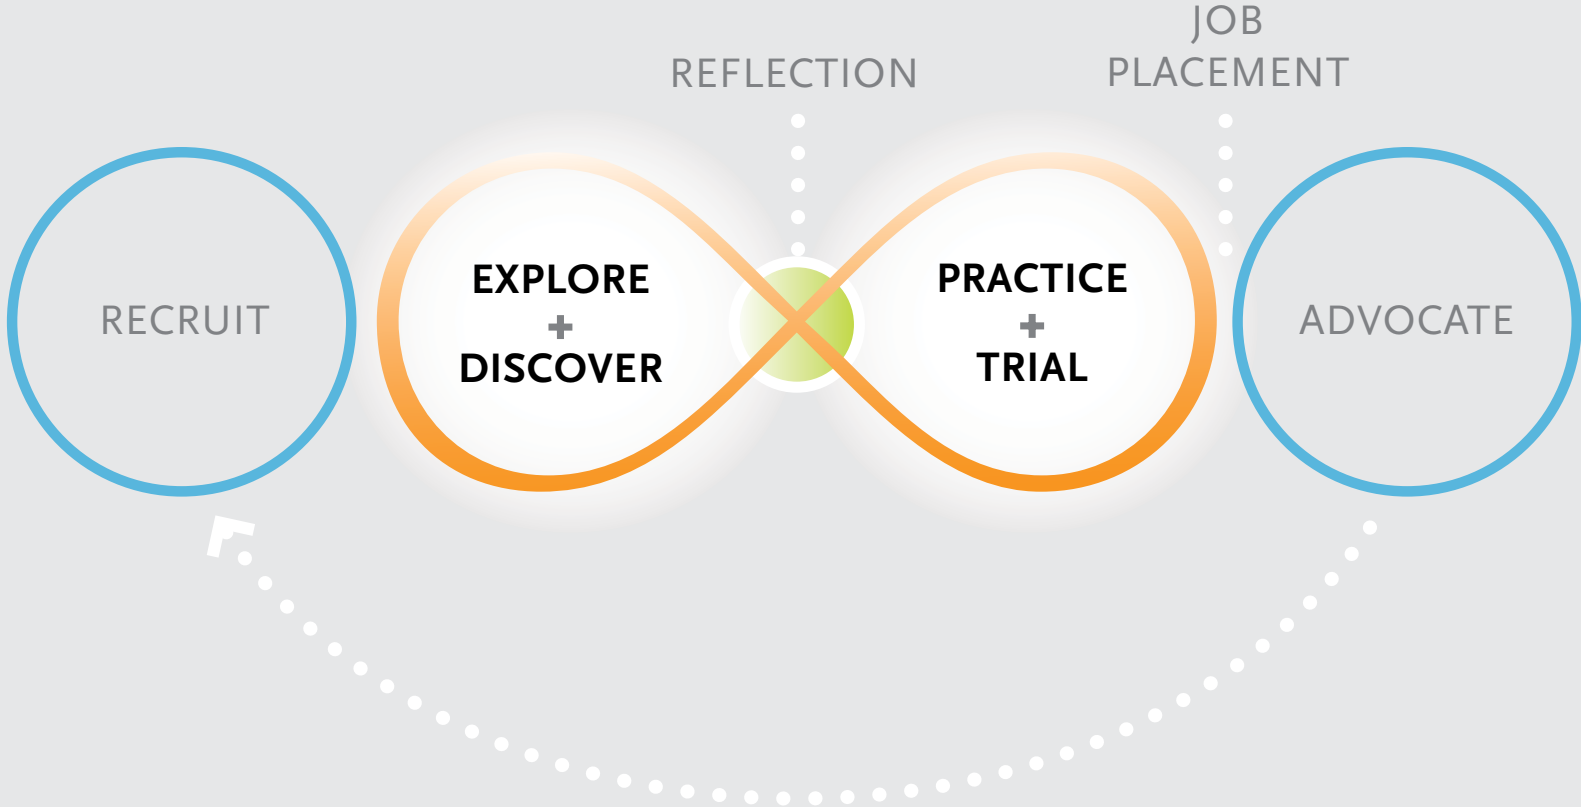 JOB
REFLECTION
PLACEMENT
RECRUIT
EXPLORE
+
DISCOVER
PRACTICE
+
TRIAL
ADVOCATE